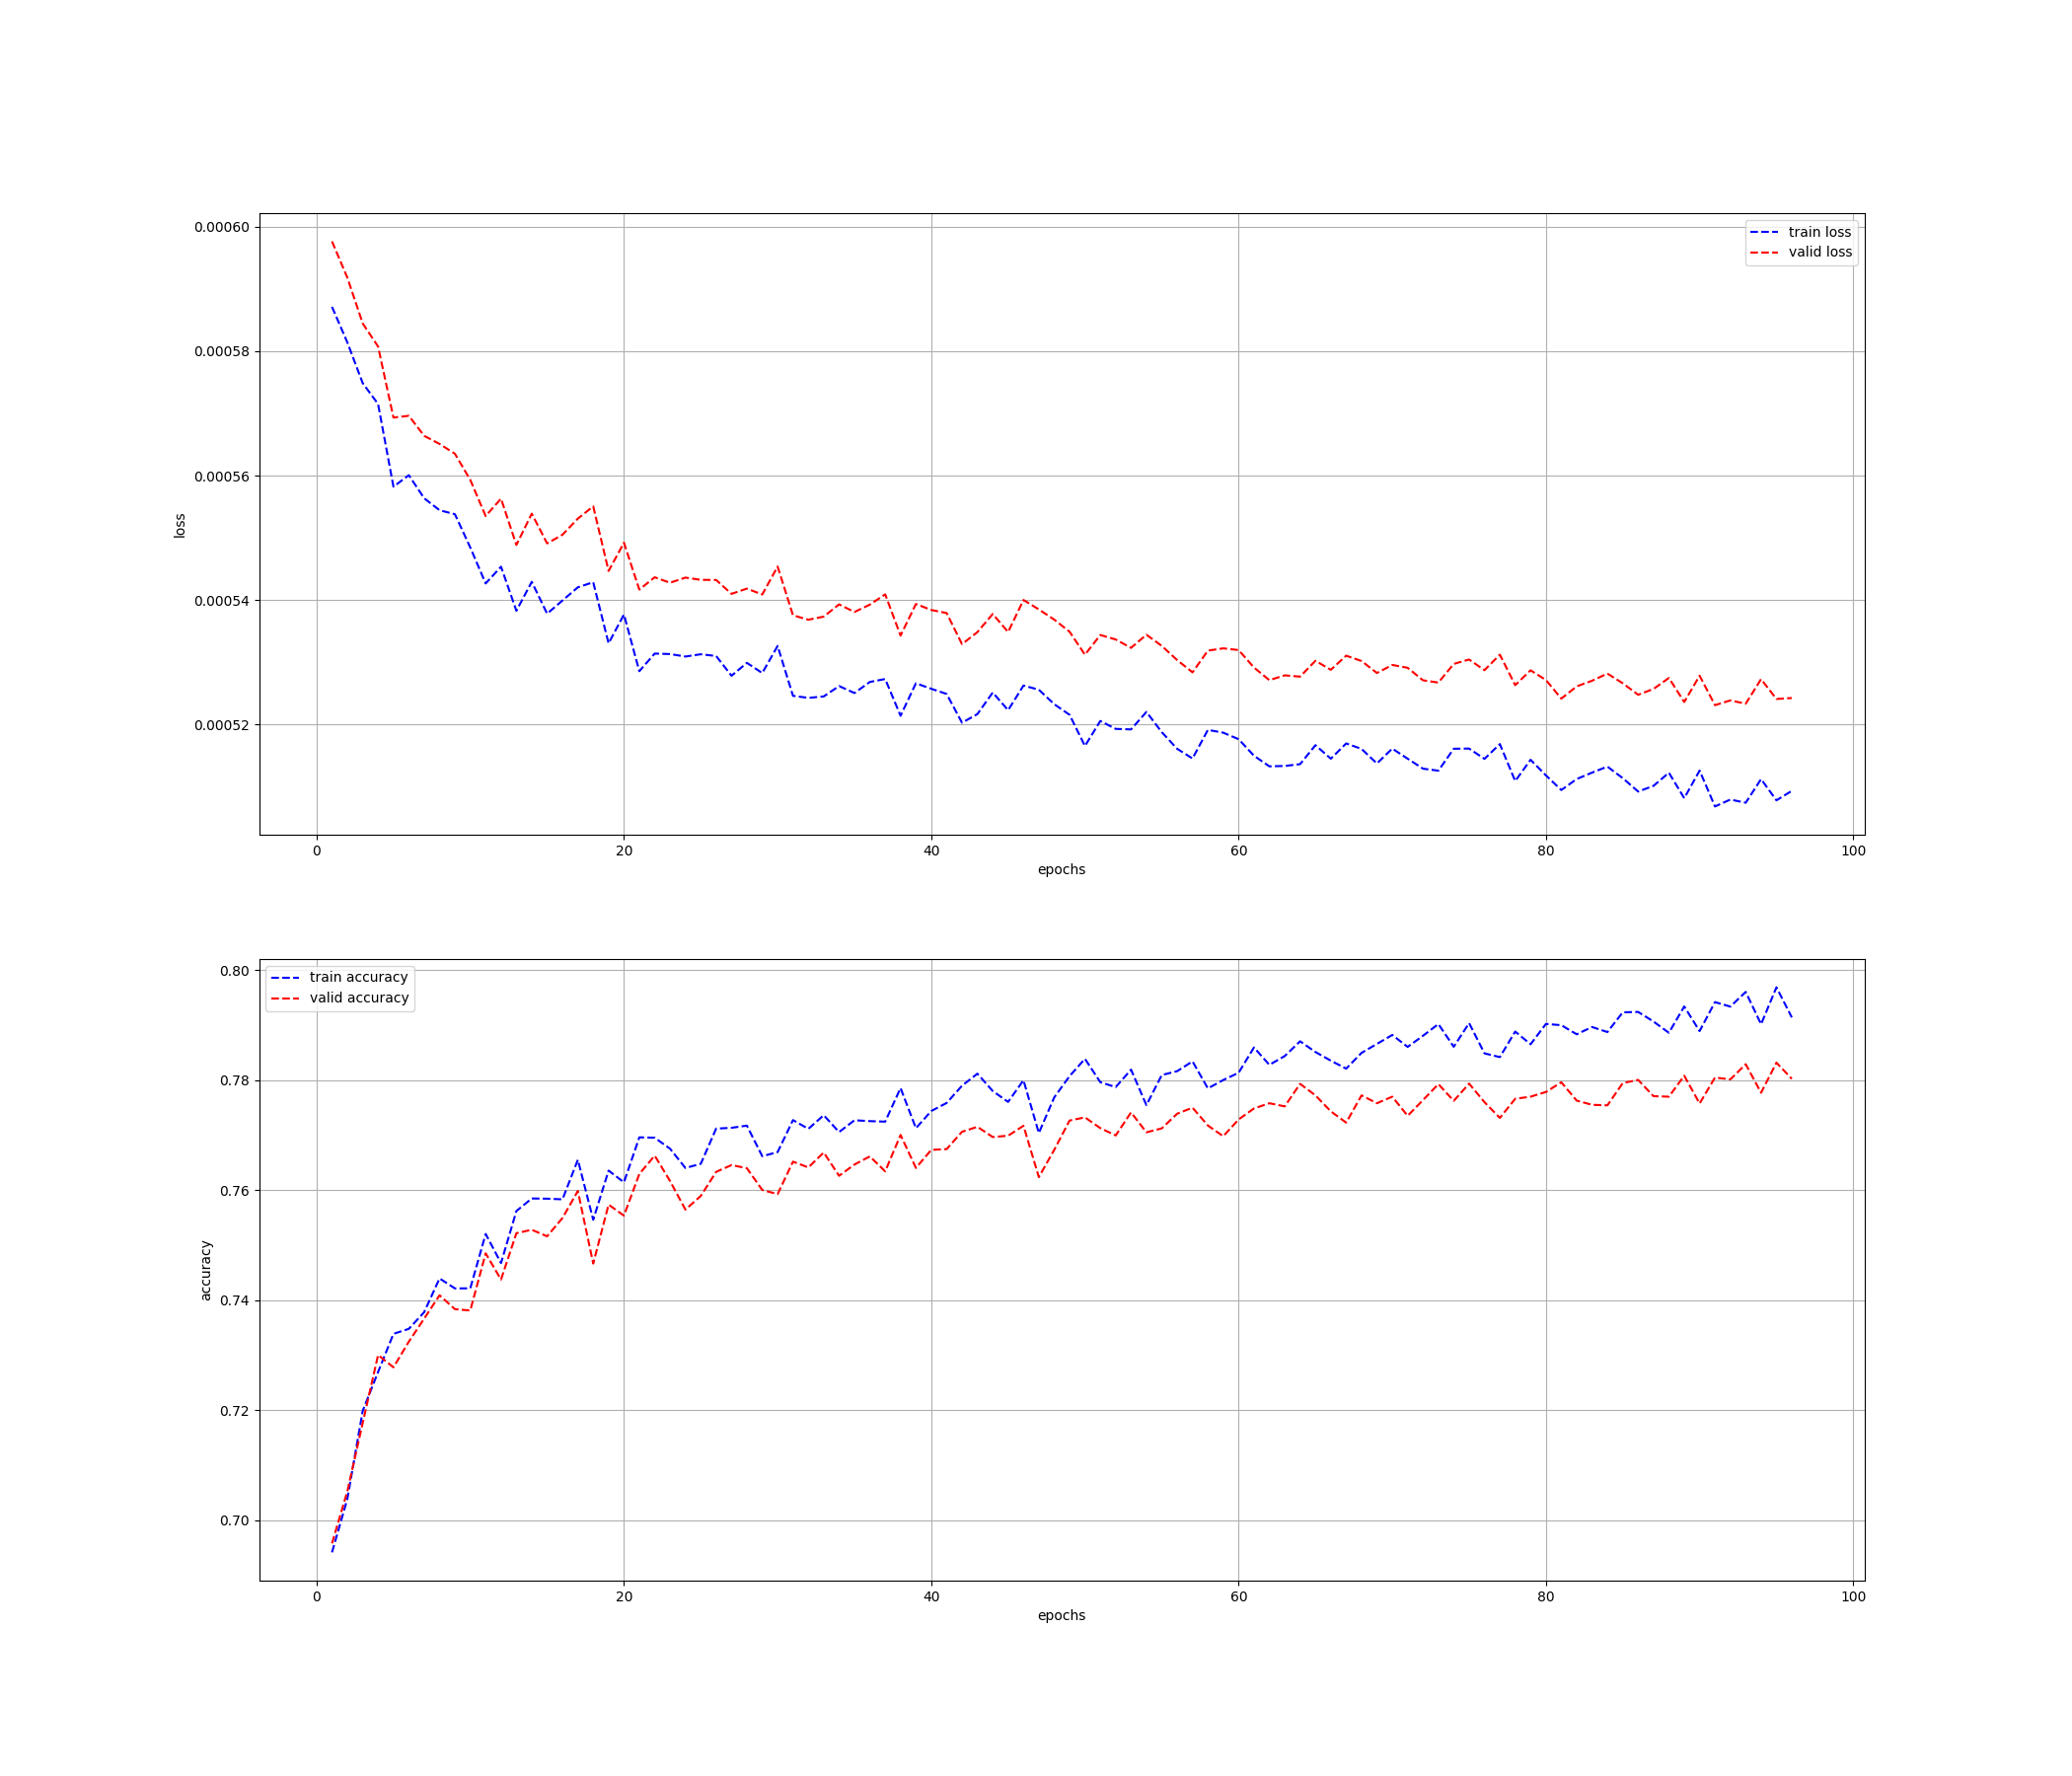 0.00060
train loss
valid loss
0.00058
0.00056
loss
0.00054
0.00052
0 20 40 60 80 100
epochs
0.80
train accuracy
valid accuracy
0.78
0.76
accuracy
0.74
0.72
0.70
0 20 40 60 80 100
epochs